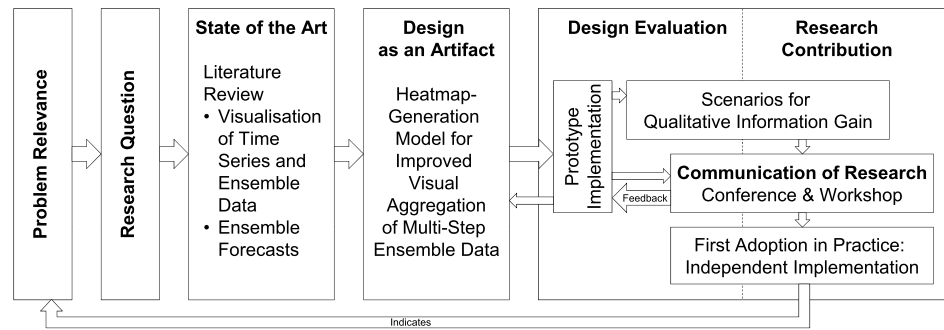 Problem Relevance
Research Question
State of the Art
Literature
Review
• Visualisation
of Time
Series and
Ensemble
Data
• Ensemble
Forecasts
Design
as an Artifact
Heatmap-
Generation
Model for
Improved
Visual
Aggregation
of Multi-Step
Ensemble Data
Design Evaluation
Research
Contribution
Prototype
Implementation
Scenarios for
Qualitative Information Gain
Communication of Research
Conference & Workshop
Feedback
First Adoption in Practice:
Independent Implementation
Indicates